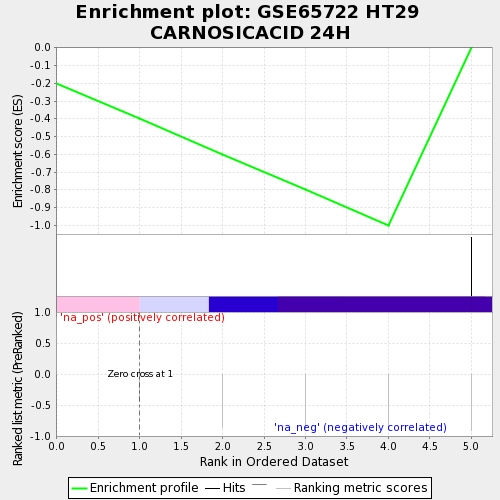 Enrichment plot: GSE65722 HT29
CARNOSICACID 24H
Enrichment score (ES)
0.0
-0.1
-0.2
-0.3
-0.4
-0.5
-0.6
-0.7
-0.8
-0.9
-1.0
Ranked list metric (PreRanked)
1.0
0.5
0.0
-0.5
-1.0
'na_pos' (positively correlated)
Zero cross at 1
'na_neg' (negatively correlated)
0.0 0.5 1.0 1.5 2.0 2.5 3.0 3.5 4.0 4.5 5.0
Rank in Ordered Dataset
Enrichment profile Hits Ranking metric scores